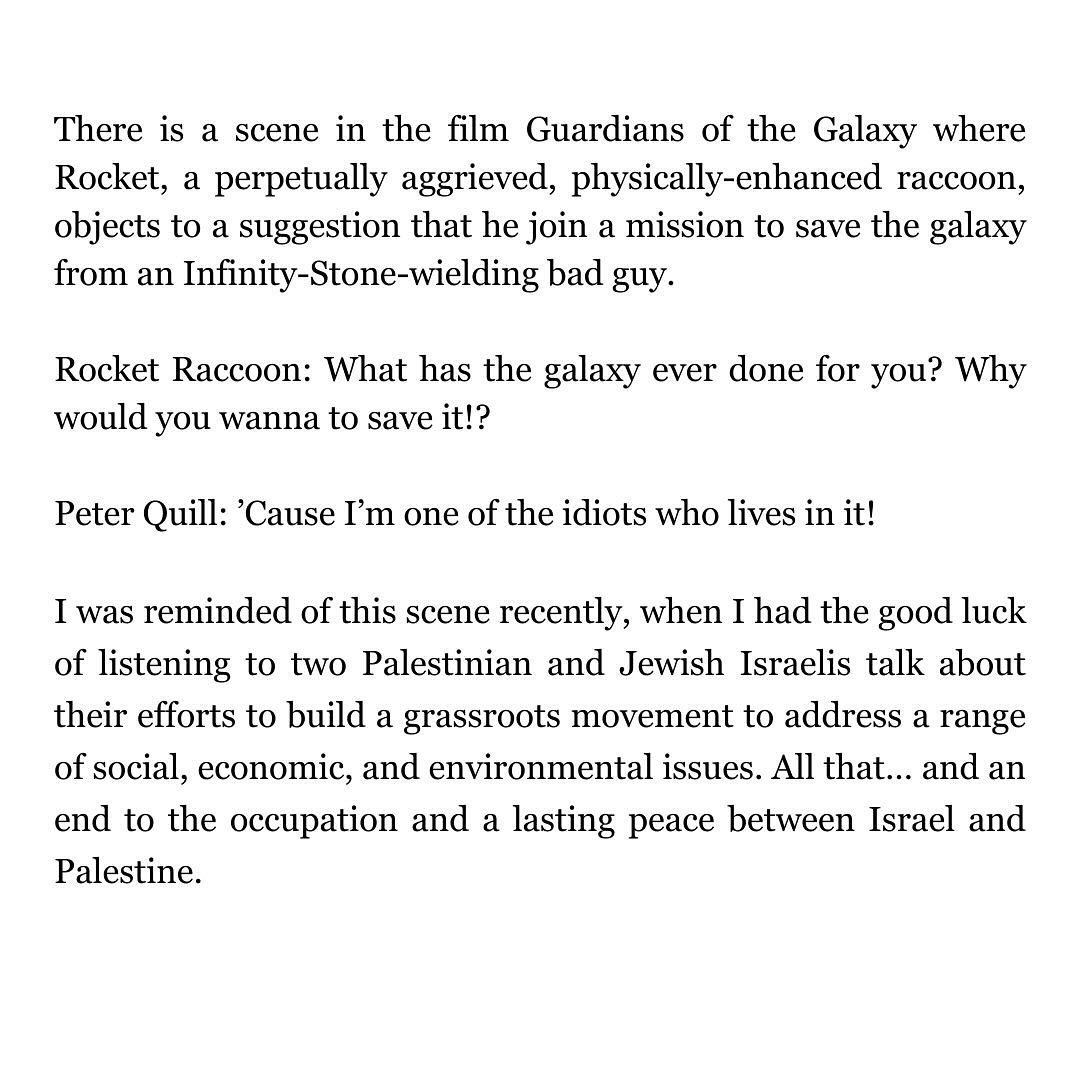 There is a scene in the film Guardians of the Galaxy where
Rocket, a perpetually aggrieved, physically-enhanced raccoon,
objects to a suggestion that he join a mission to save the galaxy
from an Infinity-Stone-wielding bad guy.
Rocket Raccoon: What has the galaxy ever done for you? Why
would you wanna to save it!?
Peter Quill: ’Cause I’m one of the idiots who lives in it!
I was reminded of this scene recently, when I had the good luck
of listening to two Palestinian and Jewish Israelis talk about
their efforts to build a grassroots movement to address a range
of social, economic, and environmental issues. All that... and an
end to the occupation and a lasting peace between Israel and
Palestine.